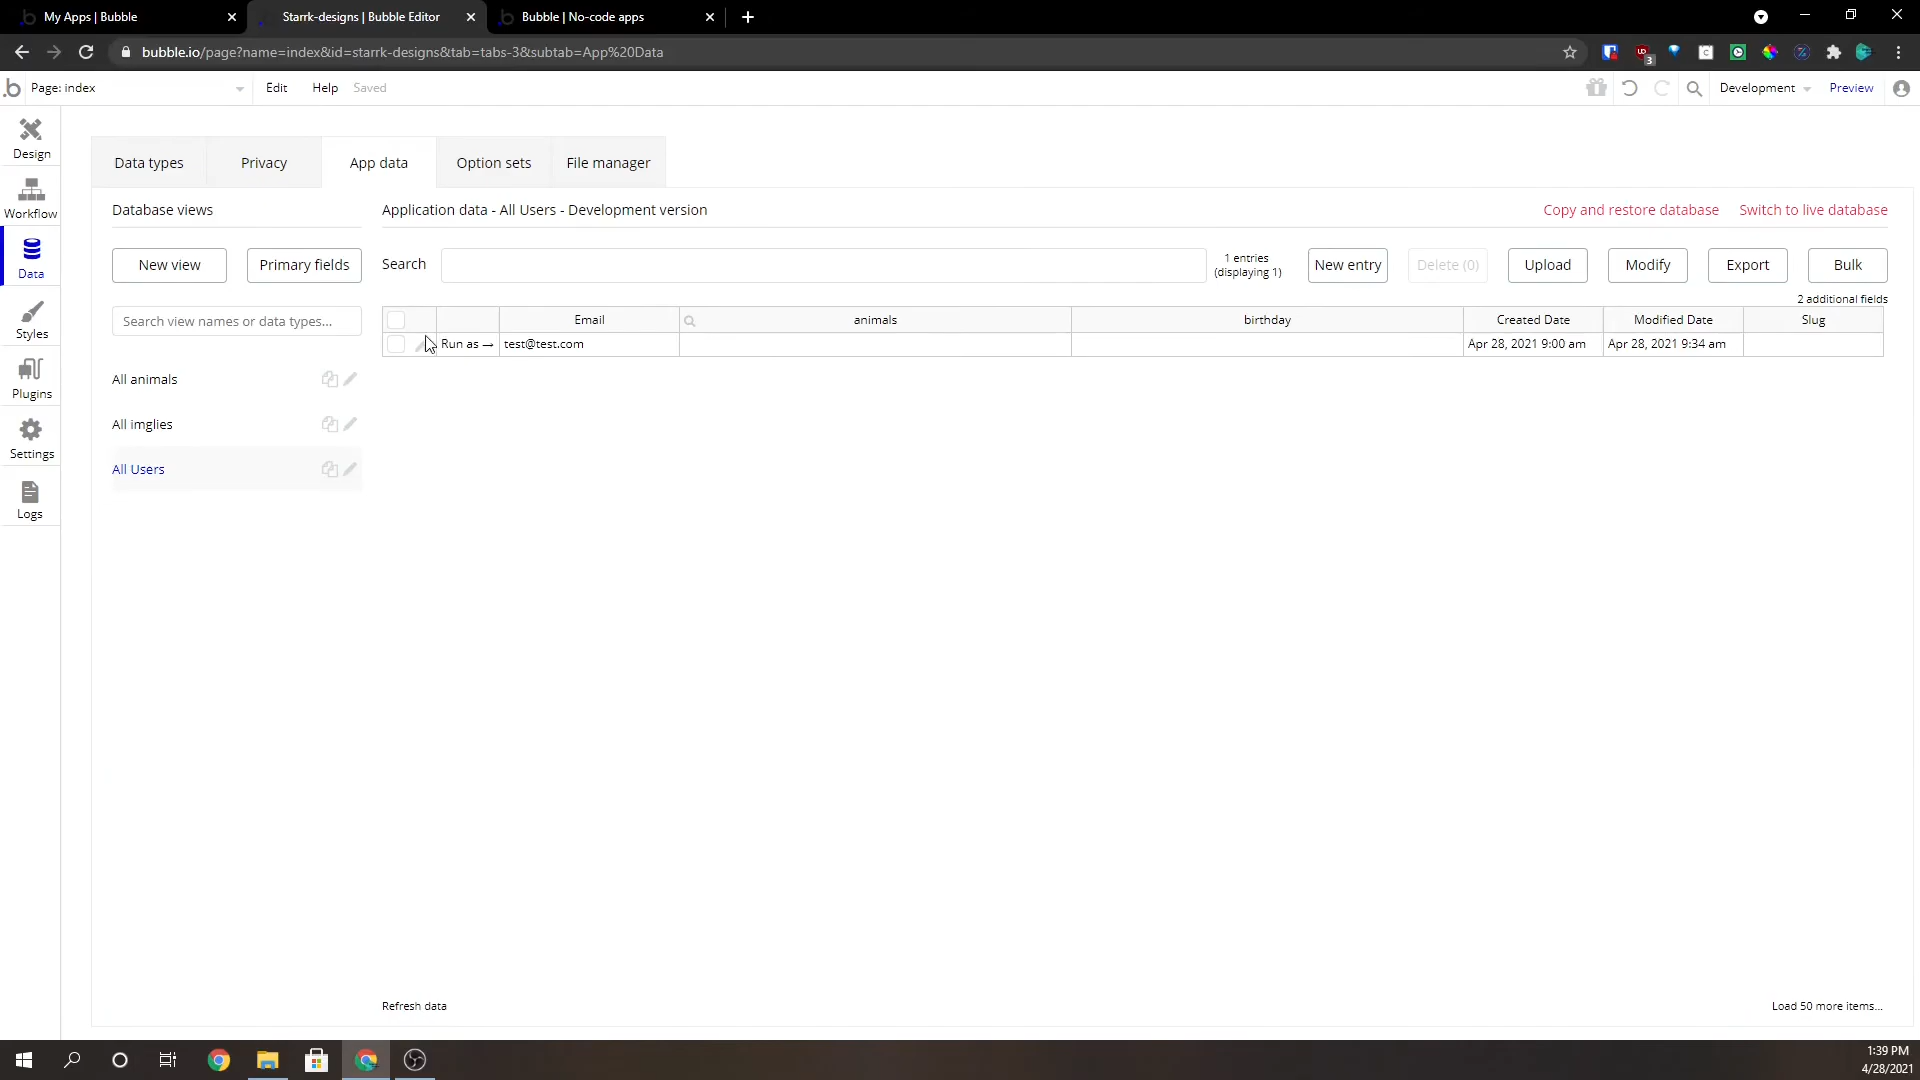 My Apps | Bubble
Starrk-designs | Bubble Editor
Bubble | No-code apps
bubble.io/page?name=index&id=starrk-designs&tab=tabs-3&subtab=App%20Data
3
Page: index
Edit
Help
Saved
Development
Preview
Design
Workflow
Data
Styles
Plugins
Settings
Logs
Data types
Privacy
App data
Option sets
File manager
Database views
Application data - All Users - Development version
Copy and restore database
Switch to live database
New view
Primary fields
Search
1 entries
(displaying 1)
New entry
Delete (0)
Upload
Modify
Export
Bulk
2 additional fields
Search view names or data types...
Email
animals
birthday
Created Date
Modified Date
Slug
Run as →
test@test.com
Apr 28, 2021 9:00 am
Apr 28, 2021 9:34 am
All animals
All imglies
All Users
Refresh data
Load 50 more items...
1:39 PM
4/28/2021